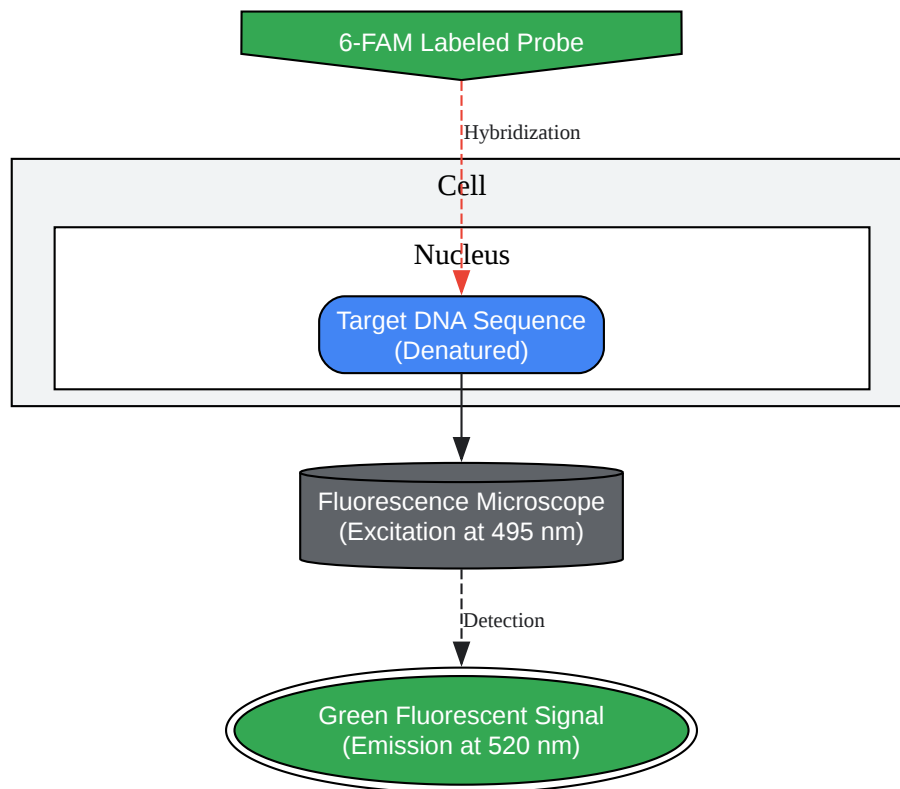 6-FAM Labeled Probe
Hybridization
Cell
Nucleus
Target DNA Sequence
(Denatured)
Fluorescence Microscope
(Excitation at 495 nm)
Detection
Green Fluorescent Signal
(Emission at 520 nm)